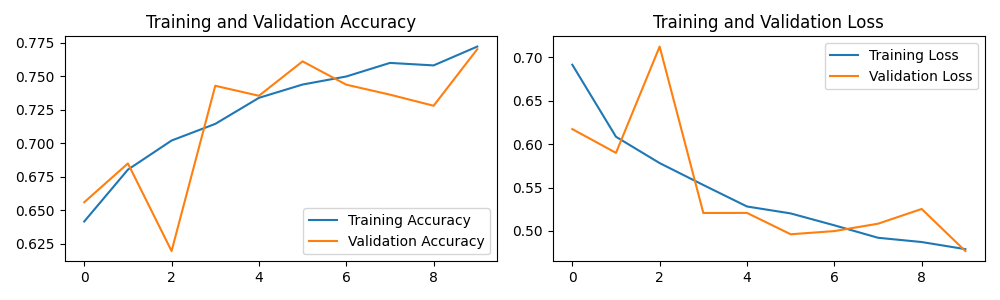 Training and Validation Accuracy
0.775
0.750
0.725
0.700
0.675
0.650
0.625
0 2 4 6 8
Training Accuracy
Validation Accuracy
Training and Validation Loss
0.70
0.65
0.60
0.55
0.50
0 2 4 6 8
Training Loss
Validation Loss